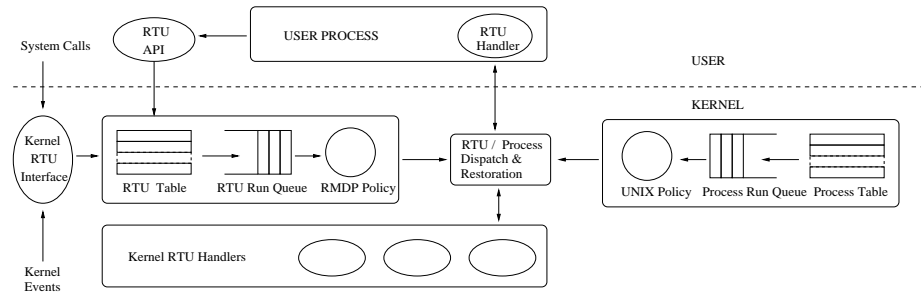 System Calls
RTU
API
USER PROCESS
RTU
Handler
USER
KERNEL
Kernel
RTU
Interface
RTU Table
RTU Run Queue
RMDP Policy
RTU / Process
Dispatch &
Restoration
UNIX Policy
Process Run Queue
Process Table
Kernel RTU Handlers
Kernel
Events